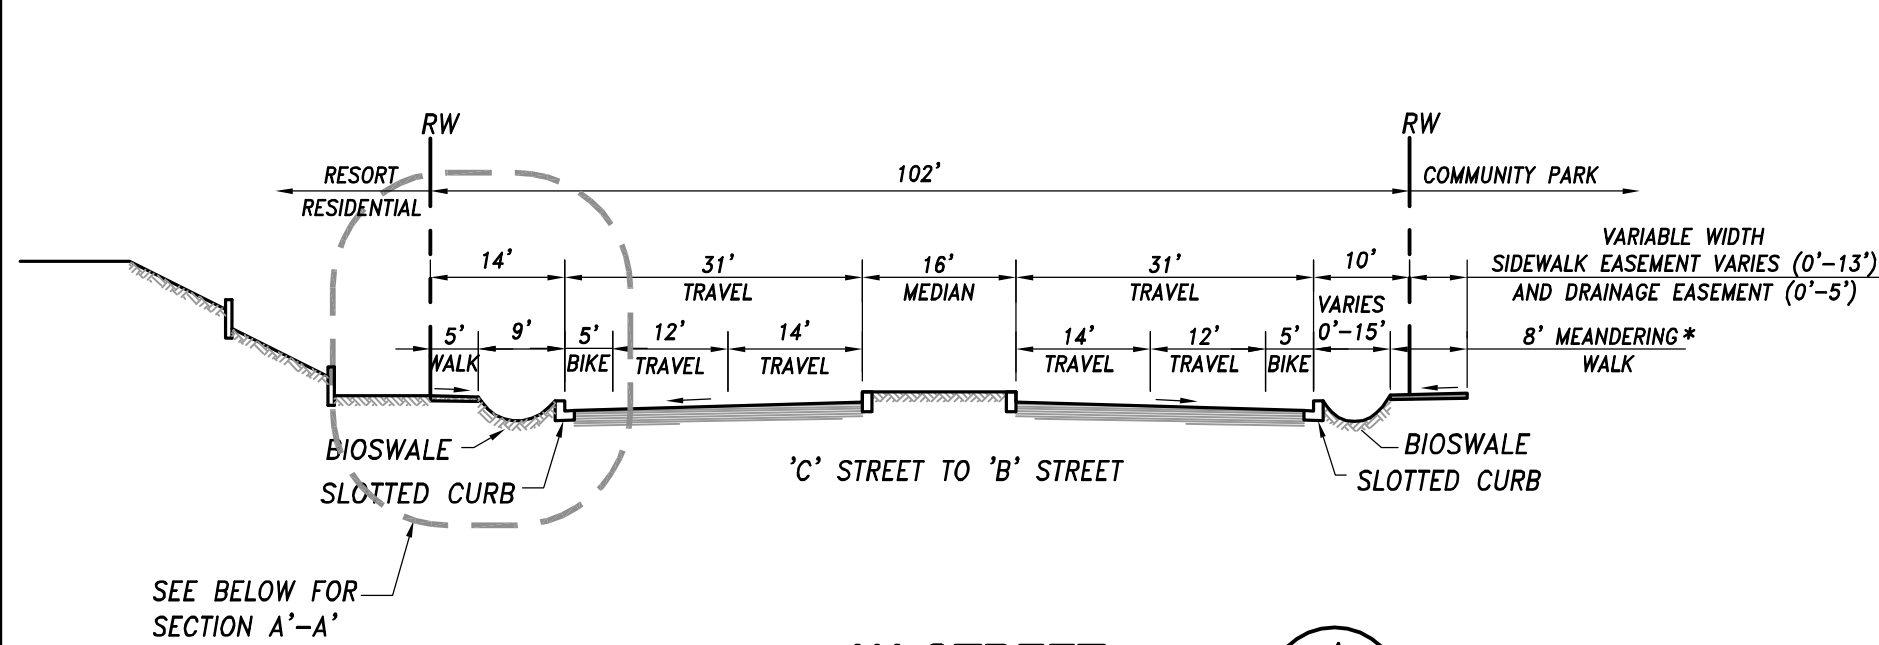 RW
RW
RESORT
RESIDENTIAL
102'
COMMUNITY PARK
VARIABLE WIDTH
SIDEWALK EASEMENT VARIES (0'-13')
AND DRAINAGE EASEMENT (0'-5')
14'
31'
TRAVEL
16'
MEDIAN
31'
TRAVEL
10'
VARIES
0'-15'
5'
WALK
9'
5'
BIKE
12'
TRAVEL
14'
TRAVEL
14'
TRAVEL
12'
TRAVEL
5'
BIKE
8' MEANDERING*
WALK
BIOSWALE
SLOTTED CURB
'C' STREET TO 'B' STREET
BIOSWALE
SLOTTED CURB
SEE BELOW FOR
SECTION A'-A'